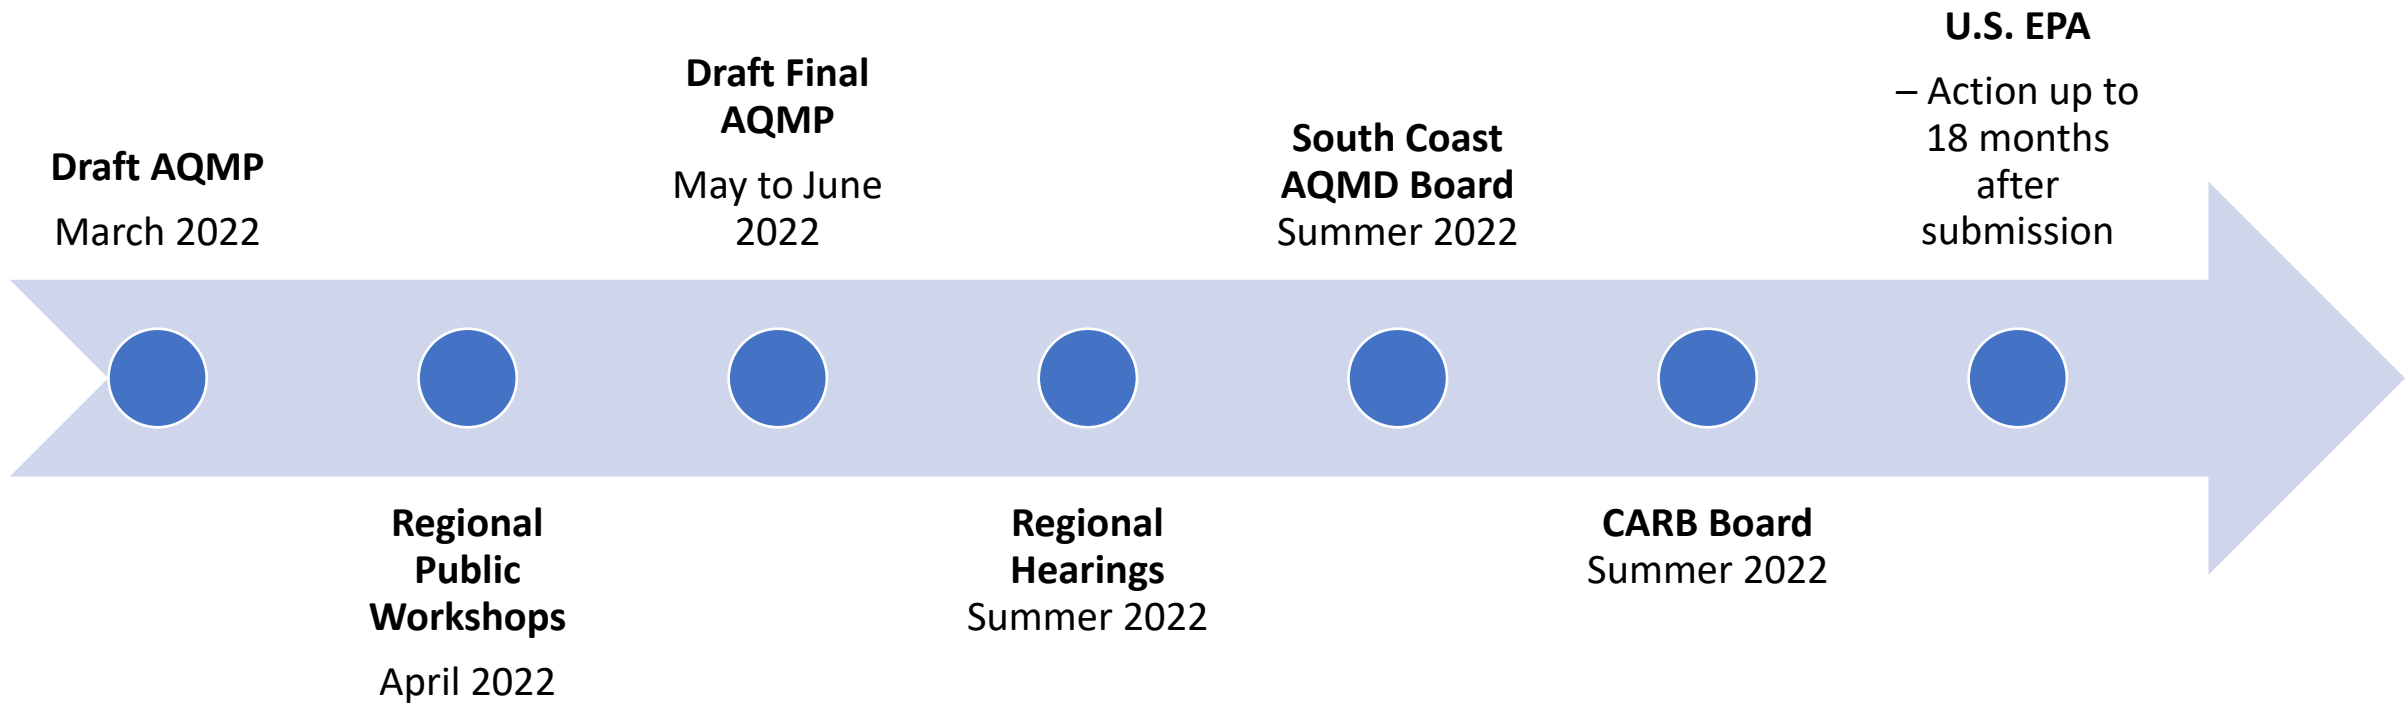 Draft AQMP
March 2022
Regional
Public
Workshops
April 2022
Draft Final
AQMP
May to June
2022
Regional
Hearings
Summer 2022
South Coast
AQMD Board
Summer 2022
CARB Board
Summer 2022
U.S. EPA
– Action up to
18 months
after
submission